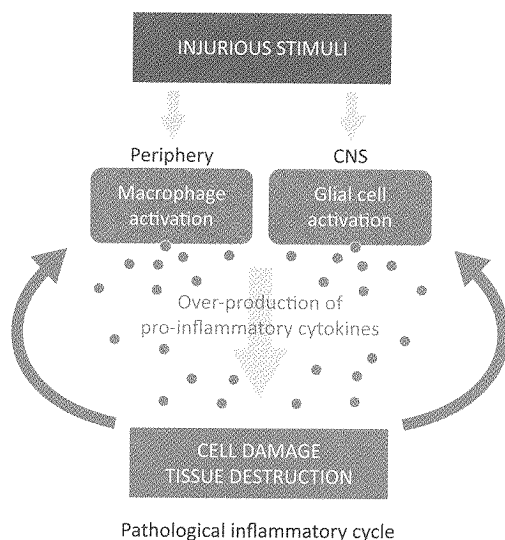 INJURIOUS STIMULI
Periphery
CNS
Macrophage
activation
Glial cell
activation
Over-production of
pro-inflammatory cytokines
CELL DAMAGE
TISSUE DESTRUCTION
Pathological inflammatory cycle